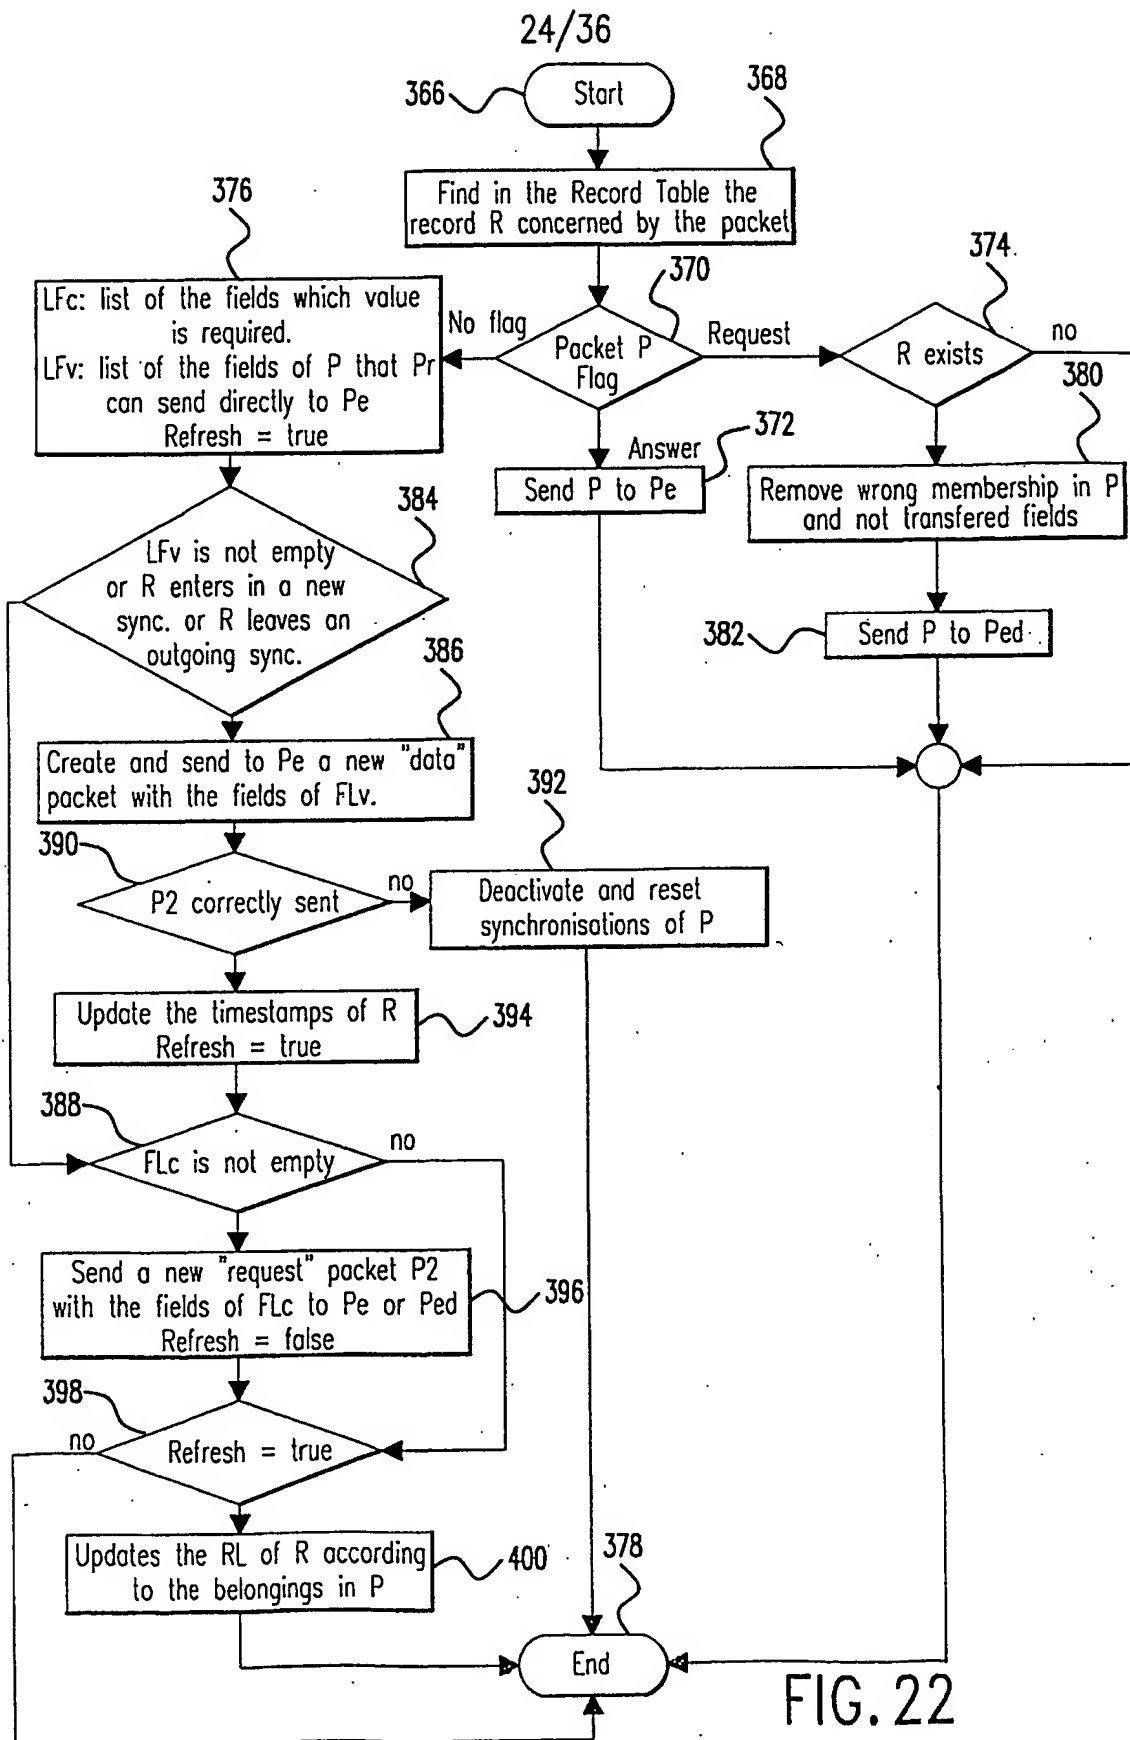 24/36
366
Start
368
Find in the Record Table the
record R concerned by the packet
376
LFc: list of the fields which value
is required.
LFv: list of the fields of P that Pr
can send directly to Pe
Refresh = true
No flag
370
Packet P
Flag
Request
374
R exists
no
380
Answer
372
Send P to Pe
Remove wrong membership in P
and not transfered fields
384
LFv is not empty
or R enters in a new
sync. or R leaves an
outgoing sync.
382
Send P to Ped
386
Create and send to Pe a new "data"
packet with the fields of FLv.
390
P2 correctly sent
no
392
Deactivate and reset
synchronisations of P
Update the timestamps of R
Refresh = true
394
388
FLc is not empty
no
Send a new "request" packet P2
with the fields of FLc to Pe or Ped
Refresh = false
396
398
no
Refresh = true
Updates the RL of R according
to the belongings in P
400
378
End
FIG. 22